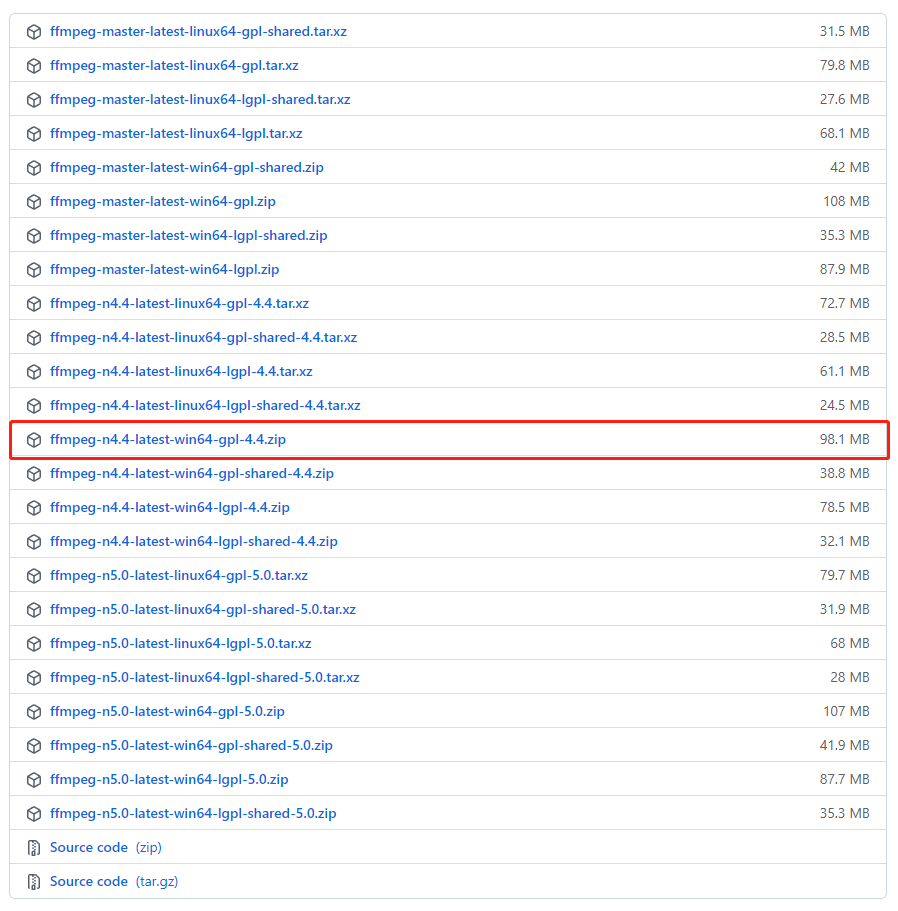 ffmpeg-master-latest-linux64-gpl-shared.tar.xz 31.5 MB
ffmpeg-master-latest-linux64-gpl.tar.xz 79.8 MB
ffmpeg-master-latest-linux64-lgpl-shared.tar.xz 27.6 MB
ffmpeg-master-latest-linux64-lgpl.tar.xz 68.1 MB
ffmpeg-master-latest-win64-gpl-shared.zip 42 MB
ffmpeg-master-latest-win64-gpl.zip 108 MB
ffmpeg-master-latest-win64-lgpl-shared.zip 35.3 MB
ffmpeg-master-latest-win64-lgpl.zip 87.9 MB
ffmpeg-n4.4-latest-linux64-gpl-4.4.tar.xz 72.7 MB
ffmpeg-n4.4-latest-linux64-gpl-shared-4.4.tar.xz 28.5 MB
ffmpeg-n4.4-latest-linux64-lgpl-4.4.tar.xz 61.1 MB
ffmpeg-n4.4-latest-linux64-lgpl-shared-4.4.tar.xz 24.5 MB
ffmpeg-n4.4-latest-win64-gpl-4.4.zip 98.1 MB
ffmpeg-n4.4-latest-win64-gpl-shared-4.4.zip 38.8 MB
ffmpeg-n4.4-latest-win64-lgpl-4.4.zip 78.5 MB
ffmpeg-n4.4-latest-win64-lgpl-shared-4.4.zip 32.1 MB
ffmpeg-n5.0-latest-linux64-gpl-5.0.tar.xz 79.7 MB
ffmpeg-n5.0-latest-linux64-gpl-shared-5.0.tar.xz 31.9 MB
ffmpeg-n5.0-latest-linux64-lgpl-5.0.tar.xz 68 MB
ffmpeg-n5.0-latest-linux64-lgpl-shared-5.0.tar.xz 28 MB
ffmpeg-n5.0-latest-win64-gpl-5.0.zip 107 MB
ffmpeg-n5.0-latest-win64-gpl-shared-5.0.zip 41.9 MB
ffmpeg-n5.0-latest-win64-lgpl-5.0.zip 87.7 MB
ffmpeg-n5.0-latest-win64-lgpl-shared-5.0.zip 35.3 MB
Source code (zip)
Source code (tar.gz)